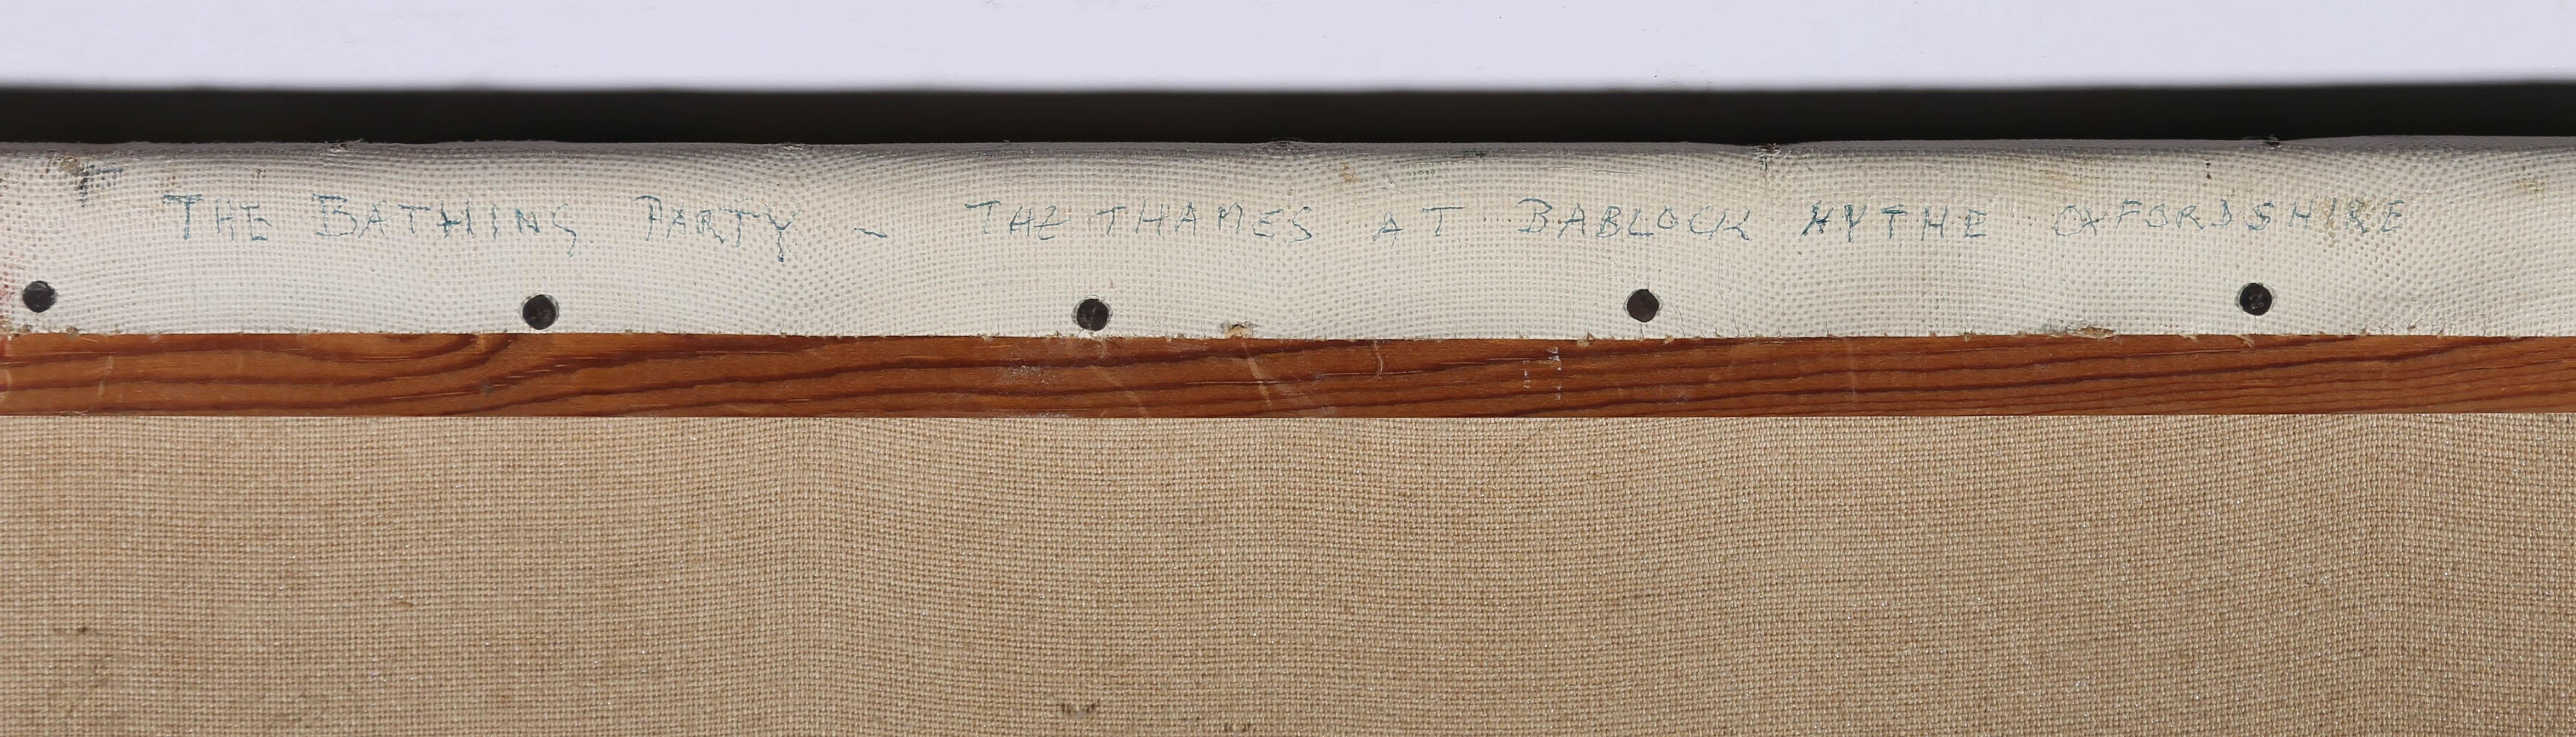 THE BATHING PARTY - THE THAMES AT BABLOCK HYTHE OXFORDSHIRE